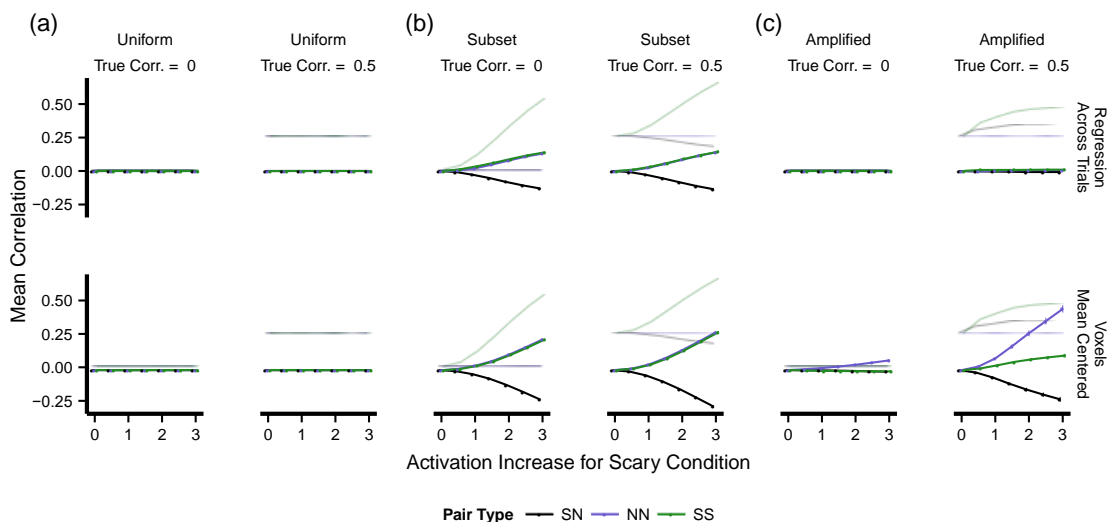 (a)
(b)
(c)
Uniform
Uniform
Subset
Subset
Amplified
Amplified
True Corr. = 0
True Corr. = 0.5
True Corr. = 0
True Corr. = 0.5
True Corr. = 0
True Corr. = 0.5
Mean Correlation
0.50
0.25
0.00
−0.25
Regression
Across Trials
0.50
0.25
0.00
−0.25
Voxels
Mean Centered
0 1 2 3
0 1 2 3
0 1 2 3
0 1 2 3
0 1 2 3
0 1 2 3
Activation Increase for Scary Condition
Pair Type SN NN SS